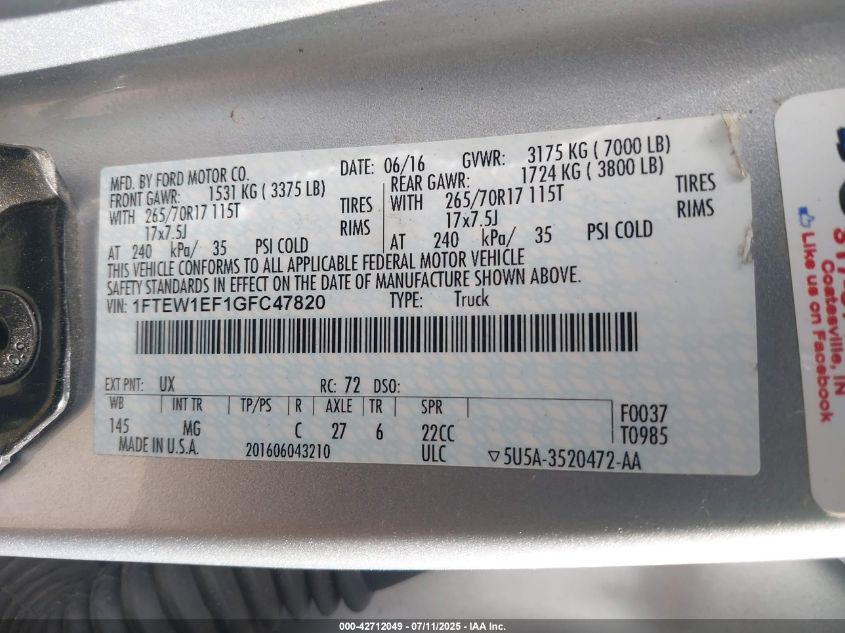 MFD. BY FORD MOTOR CO. DATE: 06/16 GVWR: 3175 KG ( 7000 LB)
FRONT GAWR: 1531 KG ( 3375 LB) REAR GAWR: 1724 KG ( 3800 LB)
WITH 265/70R17 115T TIRES WITH 265/70R17 115T TIRES
17x7.5J RIMS 17x7.5J RIMS
AT 240 kPa/ 35 PSI COLD AT 240 kPa/ 35 PSI COLD
THIS VEHICLE CONFORMS TO ALL APPLICABLE FEDERAL MOTOR VEHICLE
SAFETY STANDARDS IN EFFECT ON THE DATE OF MANUFACTURE SHOWN ABOVE.
VIN: 1FTEW1EF1GFC47820 TYPE: Truck
EXT PNT: UX RC: 72 DSO:
WB INT TR TP/PS R AXLE TR SPR F0037
145 MG C 27 6 22CC T0985
MADE IN U.S.A. 201606043210 ULC ▽5U5A-3520472-AA
Coatesville, IN
Like us on Facebook
000-42712049 - 07/11/2025 - IAA Inc.